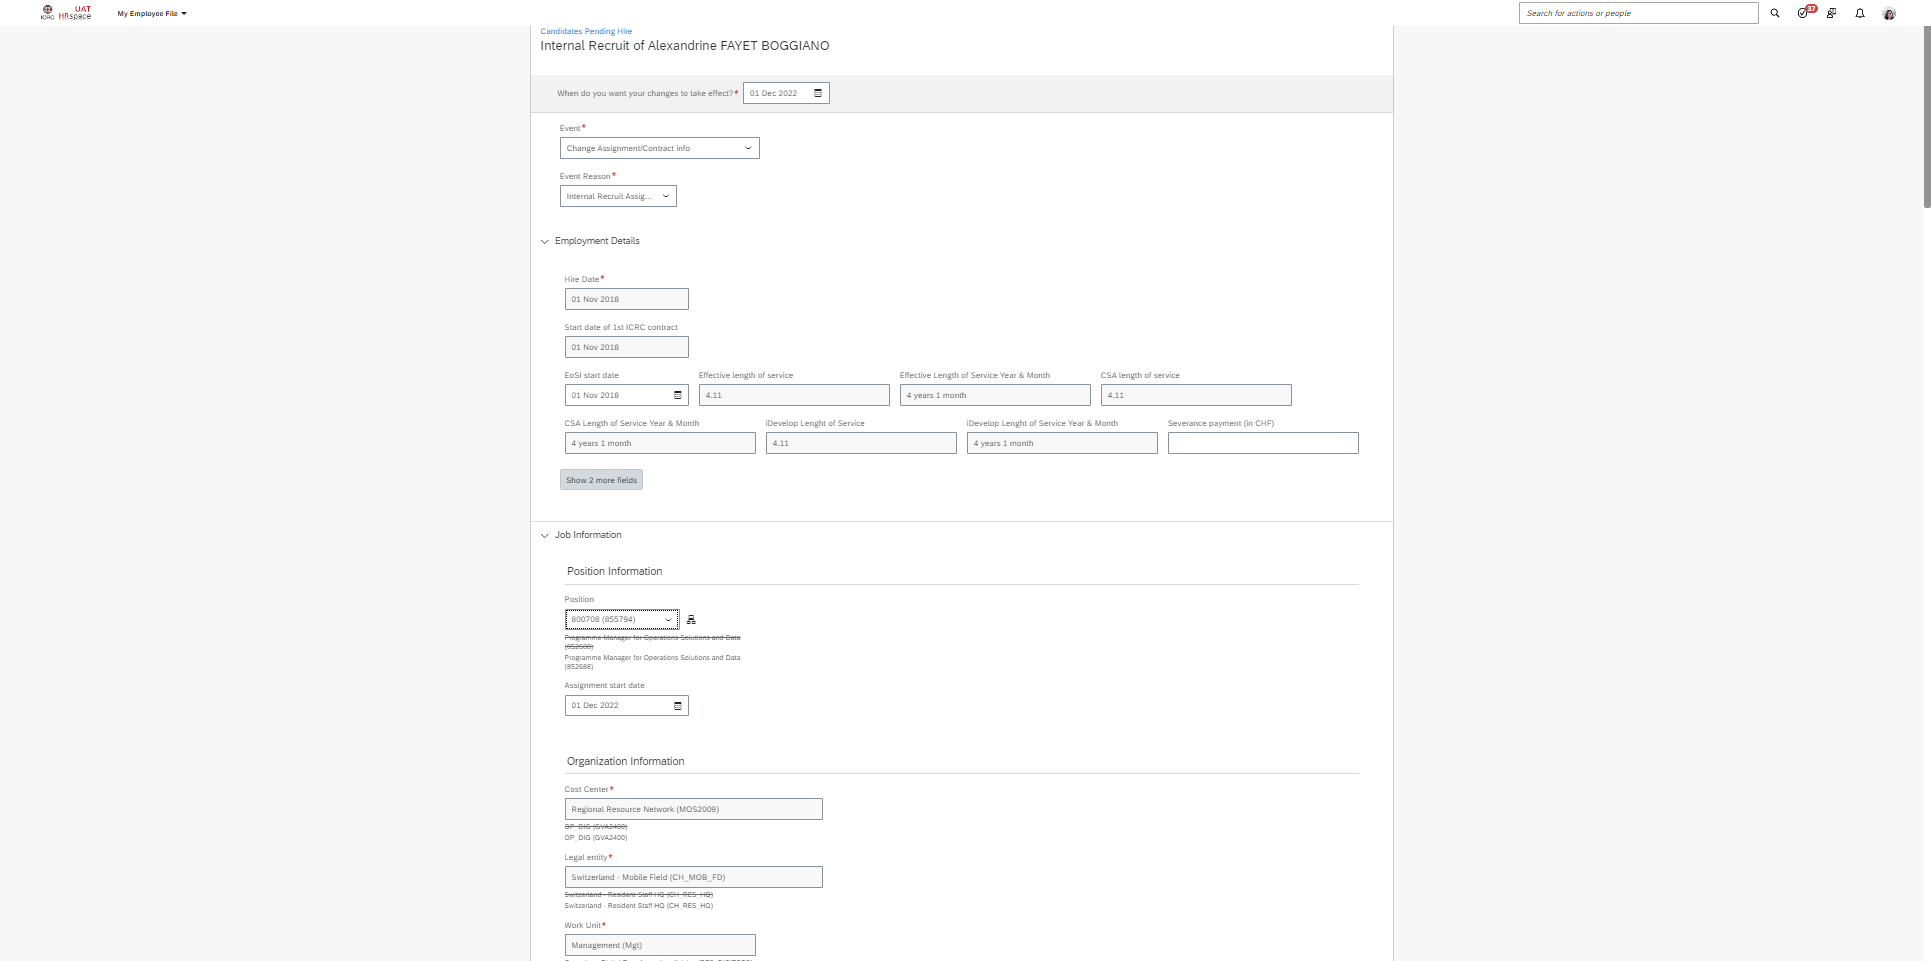 ICRC
UAT
HRspace
My Employee File
Search for actions or people
37
Candidates Pending Hire
Internal Recruit of Alexandrine FAYET BOGGIANO
When do you want your changes to take effect?* 01 Dec 2022
Event*
Change Assignment/Contract info
Event Reason*
Internal Recruit Assig...
Employment Details
Hire Date*
01 Nov 2018
Start date of 1st ICRC contract
01 Nov 2018
EoSI start date Effective length of service Effective Length of Service Year & Month CSA length of service
01 Nov 2018 4.11 4 years 1 month 4.11
CSA Length of Service Year & Month iDevelop Lenght of Service iDevelop Lenght of Service Year & Month Severance payment (in CHF)
4 years 1 month 4.11 4 years 1 month
Show 2 more fields
Job Information
Position Information
Position
800708 (855794)
Programme Manager for Operations Solutions and Data
(852688)
Programme Manager for Operations Solutions and Data
(852688)
Assignment start date
01 Dec 2022
Organization Information
Cost Center*
Regional Resource Network (MOS2009)
OP_DIG (GVA2400)
OP_DIG (GVA2400)
Legal entity*
Switzerland - Mobile Field (CH_MOB_FD)
Switzerland - Resident Staff HQ (CH_RES_HQ)
Switzerland - Resident Staff HQ (CH_RES_HQ)
Work Unit*
Management (Mgt)